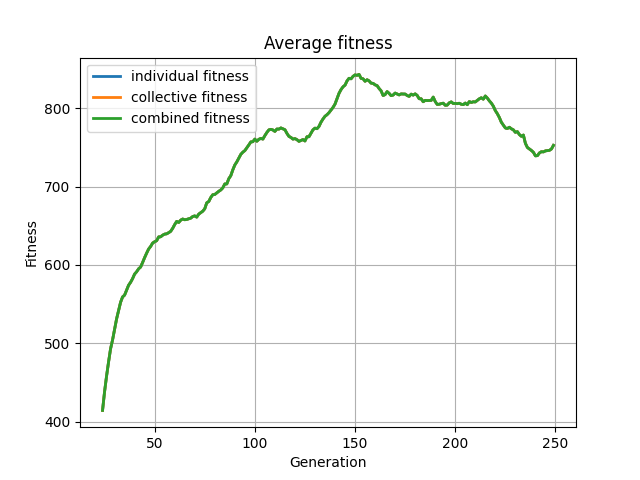 Average fitness
individual fitness
collective fitness
combined fitness
Fitness
800
700
600
500
400
50 100 150 200 250
Generation